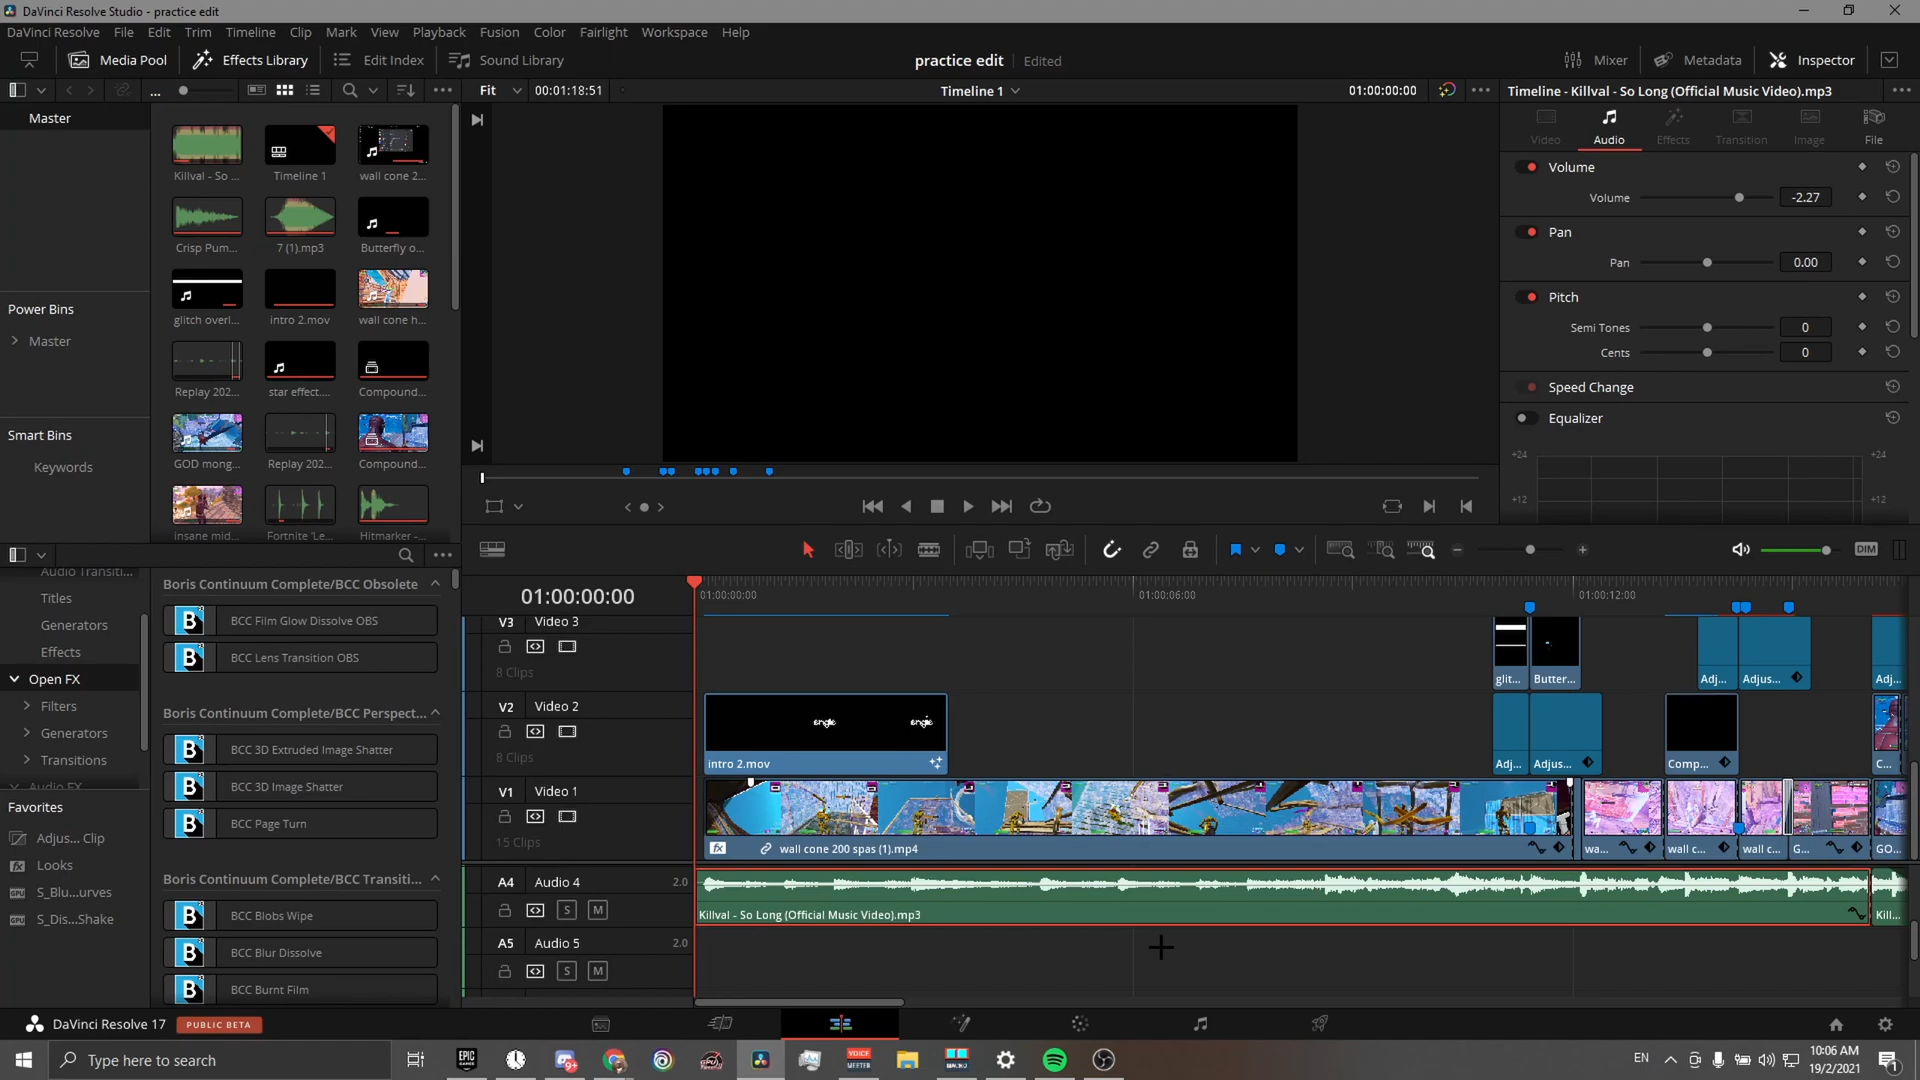 DaVinci Resolve Studio - practice edit
DaVinci Resolve File Edit Trim Timeline Clip Mark View Playback Fusion Color Fairlight Workspace Help
Media Pool Effects Library Edit Index Sound Library practice edit Edited Mixer Metadata Inspector
... Fit 00:01:18:51 Timeline 1 01:00:00:00 Timeline - Killval - So Long (Official Music Video).mp3
Master
Video Audio Effects Transition Image File
Killval - So ... Timeline 1 wall cone 2...
Volume
Volume -2.27
Crisp Pum... 7 (1).mp3 Butterfly o...
Pan
Pan 0.00
Power Bins
Master
glitch overl... intro 2.mov wall cone h...
Pitch
Semi Tones 0
Cents 0
Replay 202... star effect.... Compound...
Speed Change
Equalizer
Smart Bins
Keywords
GOD mong... Replay 202... Compound...
+24 +24
+12 +12
insane mid... Fortnite 'Le... Hitmarker -...
DIM
Audio Transiti...
Titles
Generators
Effects
Open FX
Filters
Generators
Transitions
Audio FX
Favorites
Adjus... Clip
Looks
S_Blu...urves
S_Dis...Shake
Boris Continuum Complete/BCC Obsolete
BCC Film Glow Dissolve OBS
BCC Lens Transition OBS
Boris Continuum Complete/BCC Perspect...
BCC 3D Extruded Image Shatter
BCC 3D Image Shatter
BCC Page Turn
Boris Continuum Complete/BCC Transiti...
BCC Blobs Wipe
BCC Blur Dissolve
BCC Burnt Film
01:00:00:00 01:00:00:00 01:00:06:00 01:00:12:00
V3 Video 3
8 Clips
glit... Butter... Adj... Adjus... Adj...
V2 Video 2
8 Clips
intro 2.mov Adj... Adjus... Comp... C...
V1 Video 1
15 Clips
wall cone 200 spas (1).mp4 wa... wall c... wall c... G... GO...
A4 Audio 4 2.0
S M
Killval - So Long (Official Music Video).mp3 Kill...
A5 Audio 5 2.0
S M
DaVinci Resolve 17 PUBLIC BETA
Type here to search
EPIC GAMES
VOICE MEETER
MACRO
EN
10:06 AM
19/2/2021